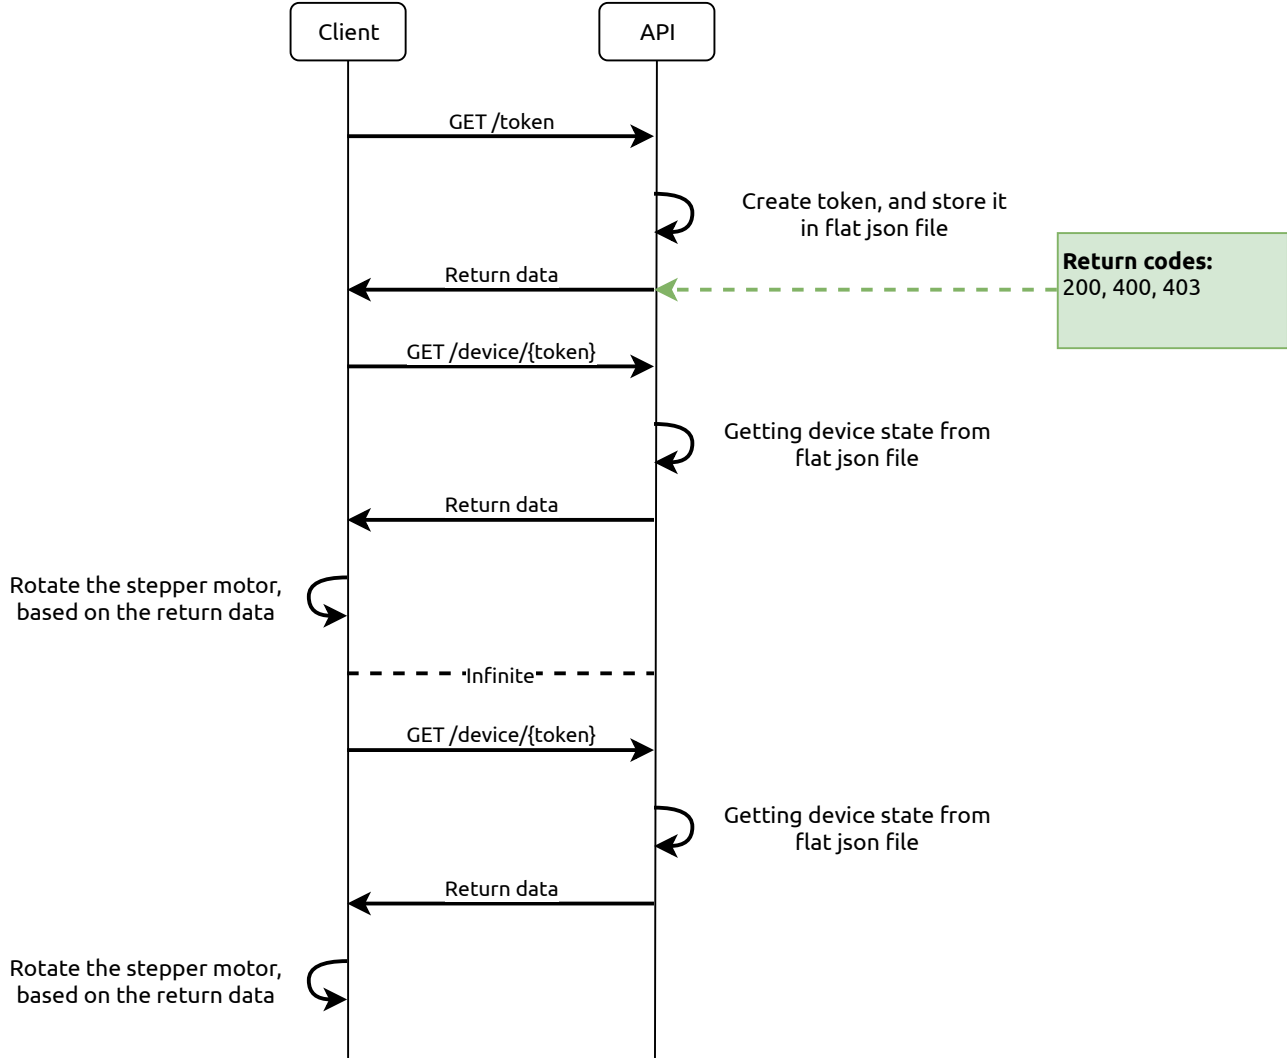 Client
API
GET /token
Create token, and store it
in flat json file
Return data
Return codes:
200, 400, 403
GET /device/{token}
Getting device state from
flat json file
Return data
Rotate the stepper motor,
based on the return data
Infinite
GET /device/{token}
Getting device state from
flat json file
Return data
Rotate the stepper motor,
based on the return data